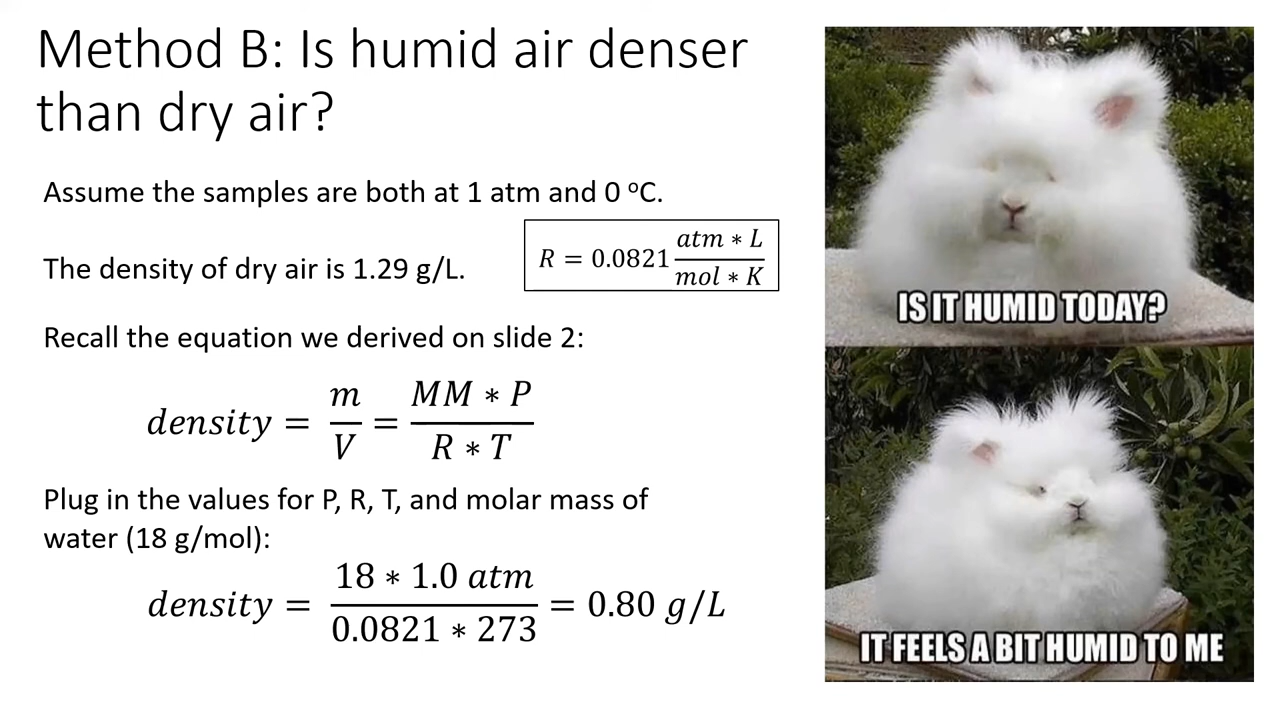 Method B: Is humid air denser
than dry air?
Assume the samples are both at 1 atm and 0 ᵒC.
The density of dry air is 1.29 g/L.
R = 0.0821 atm * L / mol * K
Recall the equation we derived on slide 2:
density = m / V = MM * P / R * T
Plug in the values for P, R, T, and molar mass of
water (18 g/mol):
density = 18 * 1.0 atm / 0.0821 * 273 = 0.80 g/L
IS IT HUMID TODAY?
IT FEELS A BIT HUMID TO ME